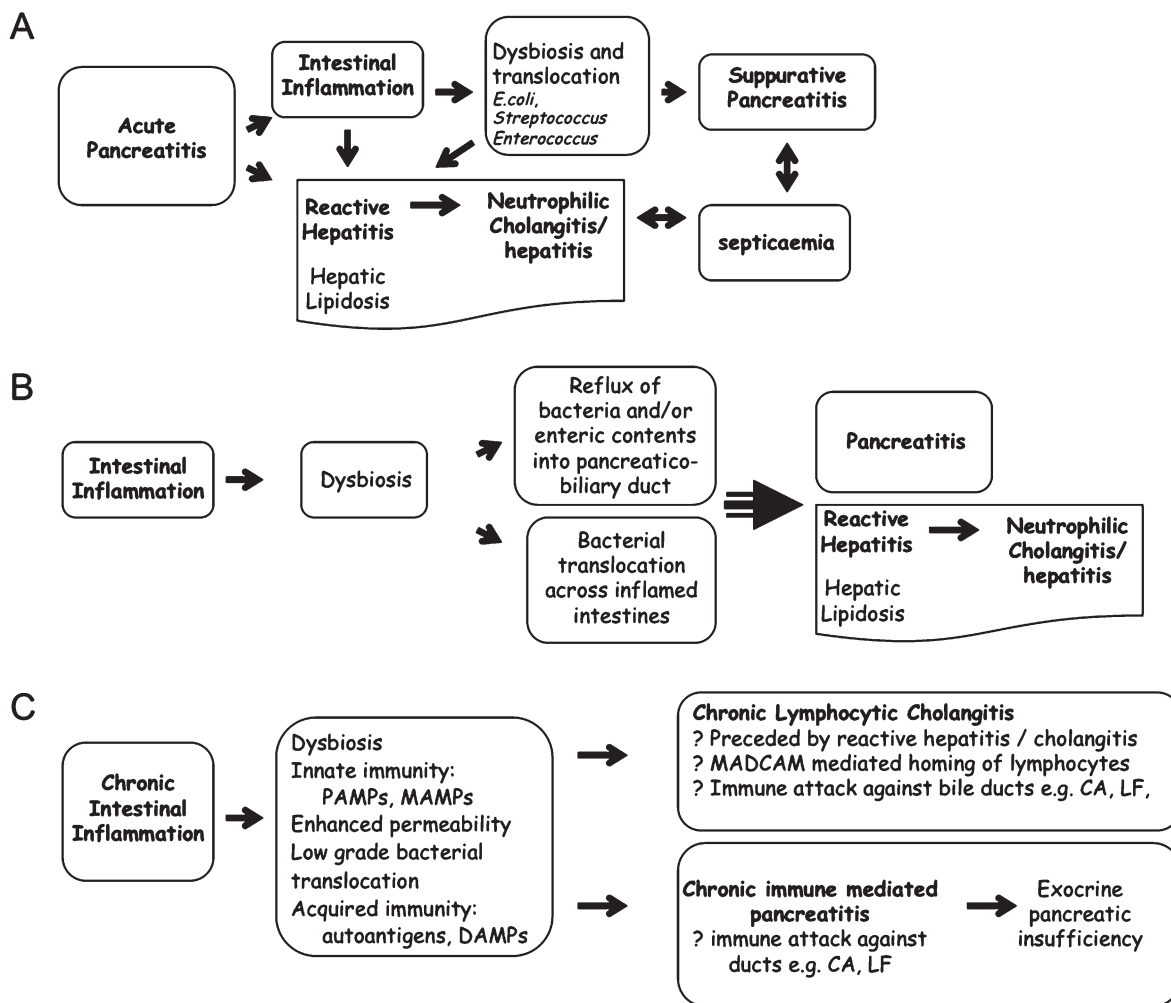 A
Acute
Pancreatitis
Intestinal
Inflammation
Dysbiosis and
translocation
E.coli,
Streptococcus
Enterococcus
Suppurative
Pancreatitis
Reactive
Hepatitis
Hepatic
Lipidosis
Neutrophilic
Cholangitis/
hepatitis
septicaemia
B
Intestinal
Inflammation
Dysbiosis
Reflux of
bacteria and/or
enteric contents
into pancreatico-
biliary duct
Bacterial
translocation
across inflamed
intestines
Pancreatitis
Reactive
Hepatitis
Hepatic
Lipidosis
Neutrophilic
Cholangitis/
hepatitis
C
Chronic
Intestinal
Inflammation
Dysbiosis
Innate immunity:
PAMPs, MAMPs
Enhanced permeability
Low grade bacterial
translocation
Acquired immunity:
autoantigens, DAMPs
Chronic Lymphocytic Cholangitis
? Preceded by reactive hepatitis / cholangitis
? MADCAM mediated homing of lymphocytes
? Immune attack against bile ducts e.g. CA, LF,
Chronic immune mediated
pancreatitis
? immune attack against
ducts e.g. CA, LF
Exocrine
pancreatic
insufficiency